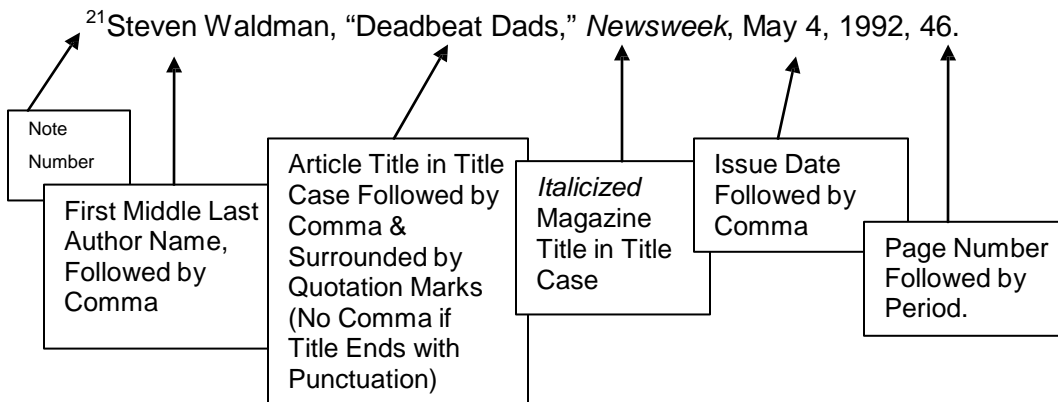 21Steven Waldman, “Deadbeat Dads,” Newsweek, May 4, 1992, 46.
Note
Number
First Middle Last
Author Name,
Followed by
Comma
Article Title in Title
Case Followed by
Comma &
Surrounded by
Quotation Marks
(No Comma if
Title Ends with
Punctuation)
Italicized
Magazine
Title in Title
Case
Issue Date
Followed by
Comma
Page Number
Followed by
Period.